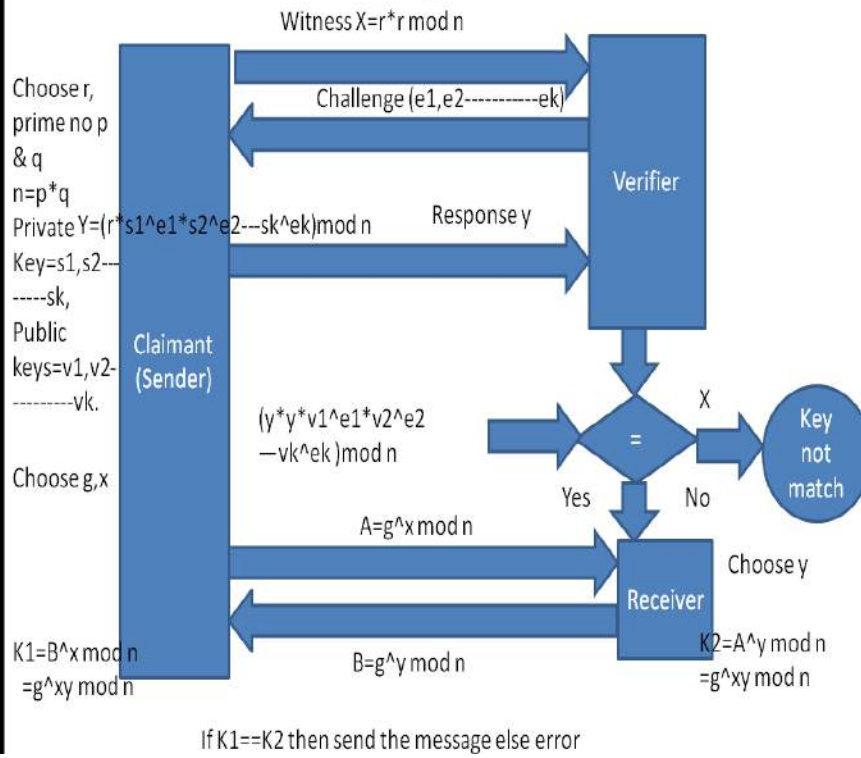 Witness X=r*r mod n
Choose r,
prime no p
& q
n=p*q
Private Y=(r*s1^e1*s2^e2---sk^ek)mod n
Key=s1,s2---
-----sk,
Public
keys=v1,v2-
---------vk.
Choose g,x
Challenge (e1,e2-----------ek)
Response y
Verifier
Claimant
(Sender)
(y*y*v1^e1*v2^e2
—vk^ek )mod n
=
X
Key
not
match
Yes
No
A=g^x mod n
Choose y
Receiver
B=g^y mod n
K1=B^x mod n
=g^xy mod n
K2=A^y mod n
=g^xy mod n
If K1==K2 then send the message else error